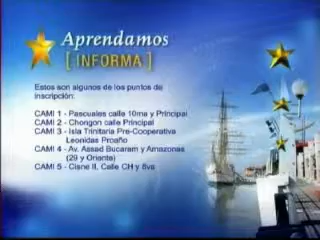 Aprendamos
[ INFORMA ]
Estos son algunos de los puntos de
inscripción:
CAMI 1 - Pascuales calle 10ma y Principal
CAMI 2 - Chongon calle Principal
CAMI 3 - Isla Trinitaria Pre-Cooperativa
Leonidas Proaño
CAMI 4 - Av. Assad Bucaram y Amazonas
(29 y Oriente)
CAMI 5 - Cisne II, Calle CH y 8va